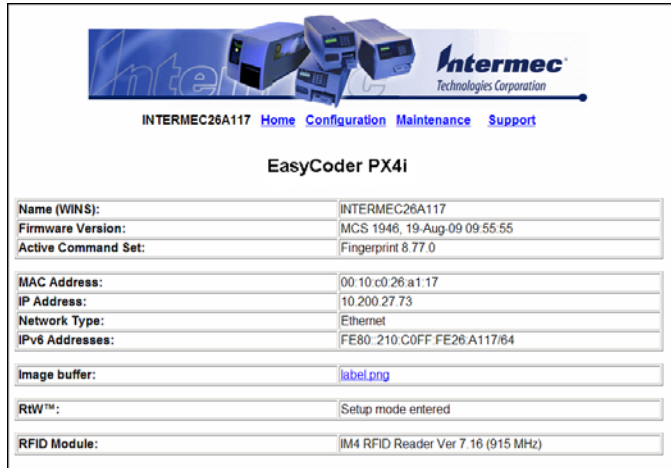 Intermec
Intermec
Technologies Corporation
INTERMEC26A117 Home Configuration Maintenance Support
EasyCoder PX4i
Name (WINS): INTERMEC26A117
Firmware Version: MCS 1946, 19-Aug-09 09:55:55
Active Command Set: Fingerprint 8.77.0
MAC Address: 00:10:c0:26:a1:17
IP Address: 10.200.27.73
Network Type: Ethernet
IPv6 Addresses: FE80::210:C0FF:FE26:A117/64
Image buffer: label.png
RtW™: Setup mode entered
RFID Module: IM4 RFID Reader Ver 7.16 (915 MHz)